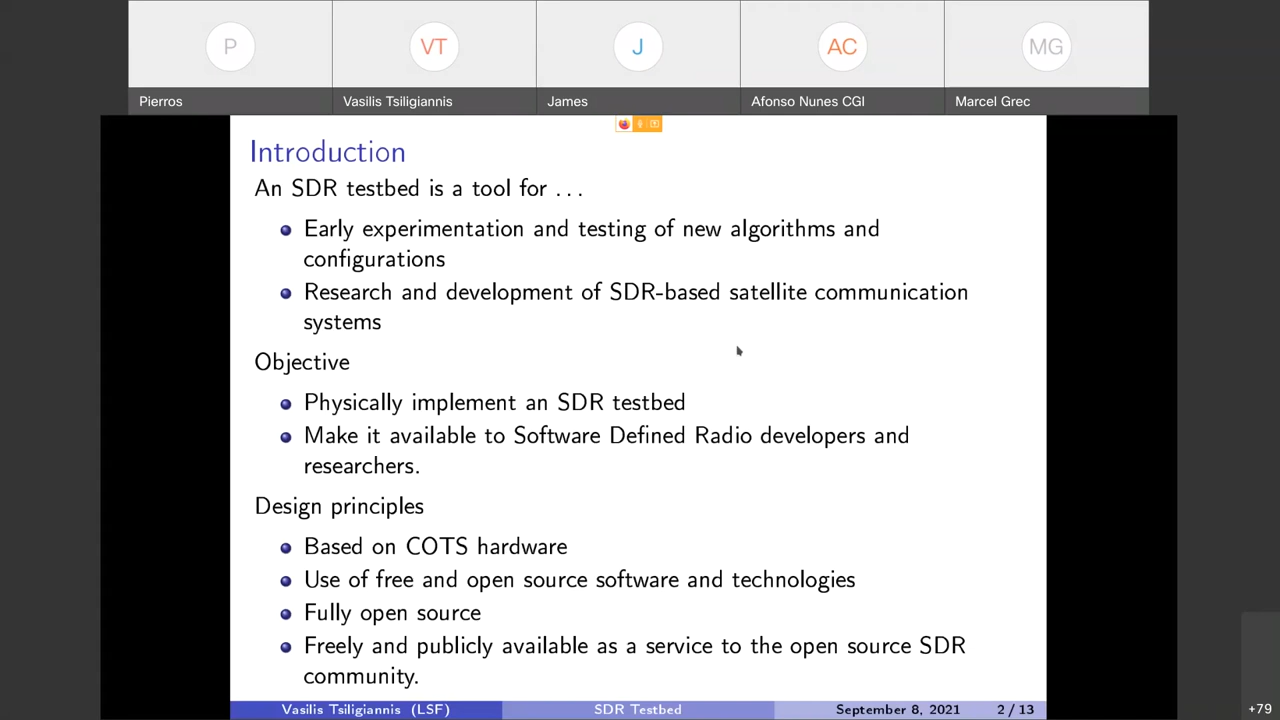 P
VT
J
AC
MG
Pierros
Vasilis Tsiligiannis
James
Afonso Nunes CGI
Marcel Grec
Introduction
An SDR testbed is a tool for ...
Early experimentation and testing of new algorithms and
configurations
Research and development of SDR-based satellite communication
systems
Objective
Physically implement an SDR testbed
Make it available to Software Defined Radio developers and
researchers.
Design principles
Based on COTS hardware
Use of free and open source software and technologies
Fully open source
Freely and publicly available as a service to the open source SDR
community.
Vasilis Tsiligiannis (LSF)
SDR Testbed
September 8, 2021
2 / 13
+79